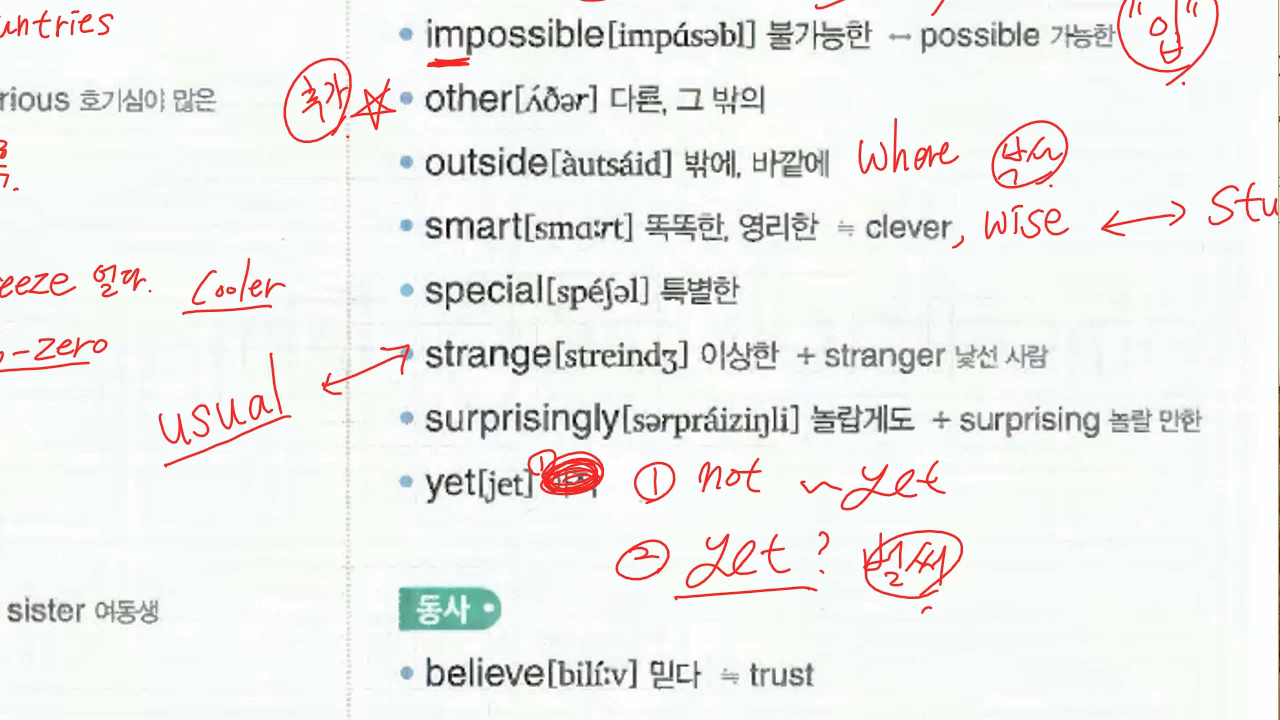 untries
impossible[impásəbl] 불가능한 ↔ possible 가능한 "입"
rious 호기심이 많은
추가 ☆ other[ʌ́ðər] 다른, 그 밖의
outside[àutsáid] 밖에, 바깥에 where 부사
smart[smɑːrt] 똑똑한, 영리한 ≒ clever, wise ↔ stu
eeze 얼다. cooler
special[spéʃəl] 특별한
-zero
strange[streindʒ] 이상한 + stranger 낯선 사람
usual ↔
surprisingly[sərpráiziŋli] 놀랍게도 + surprising 놀랄 만한
yet[jet] ① ① not ~ yet
② yet? 벌써
sister 여동생
동사
believe[bilíːv] 믿다 ≒ trust